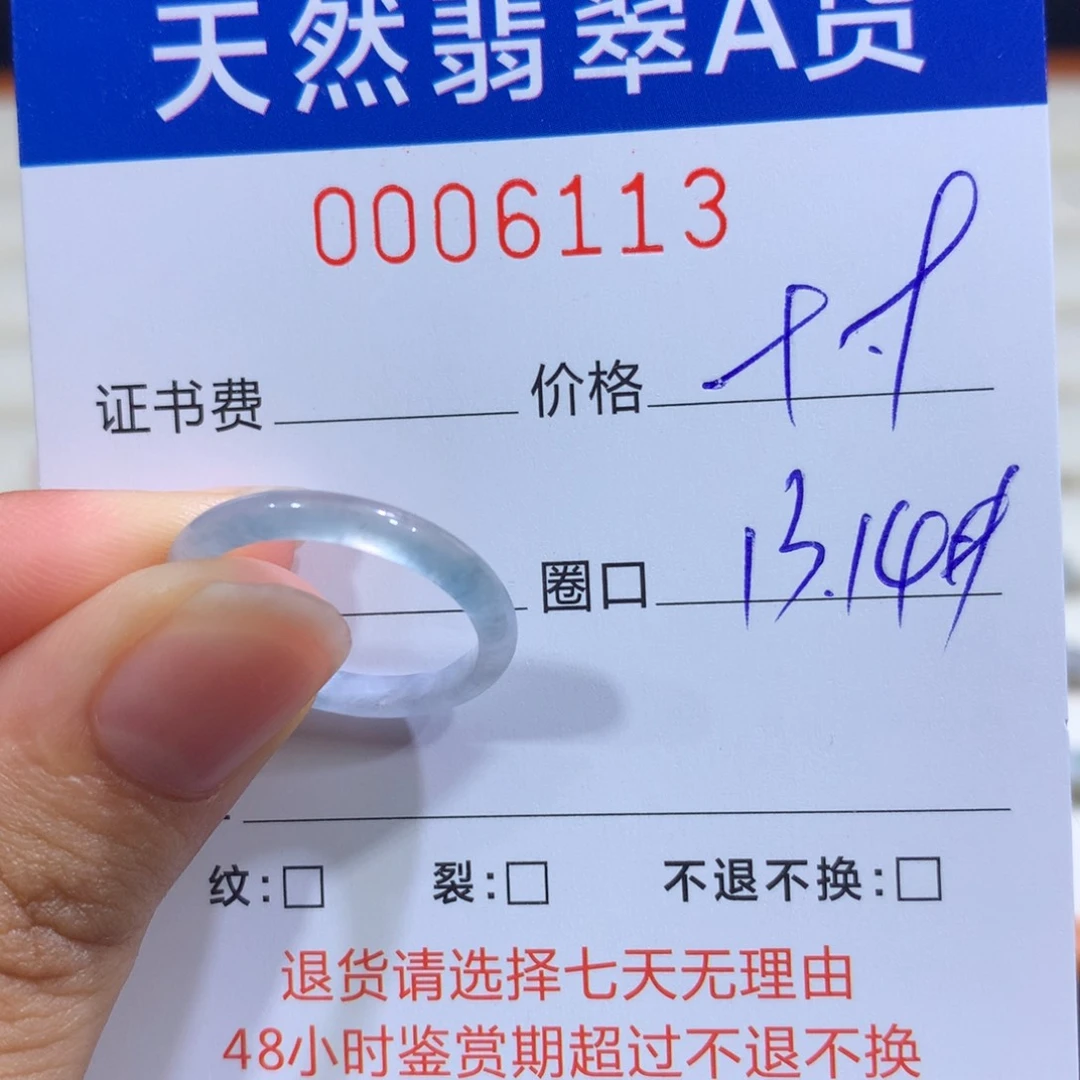 天然翡翠A货
0006113
证书费 价格
圈口 13.14
纹:□ 裂:□ 不退不换:□
退货请选择七天无理由
48小时鉴赏期超过不退不换